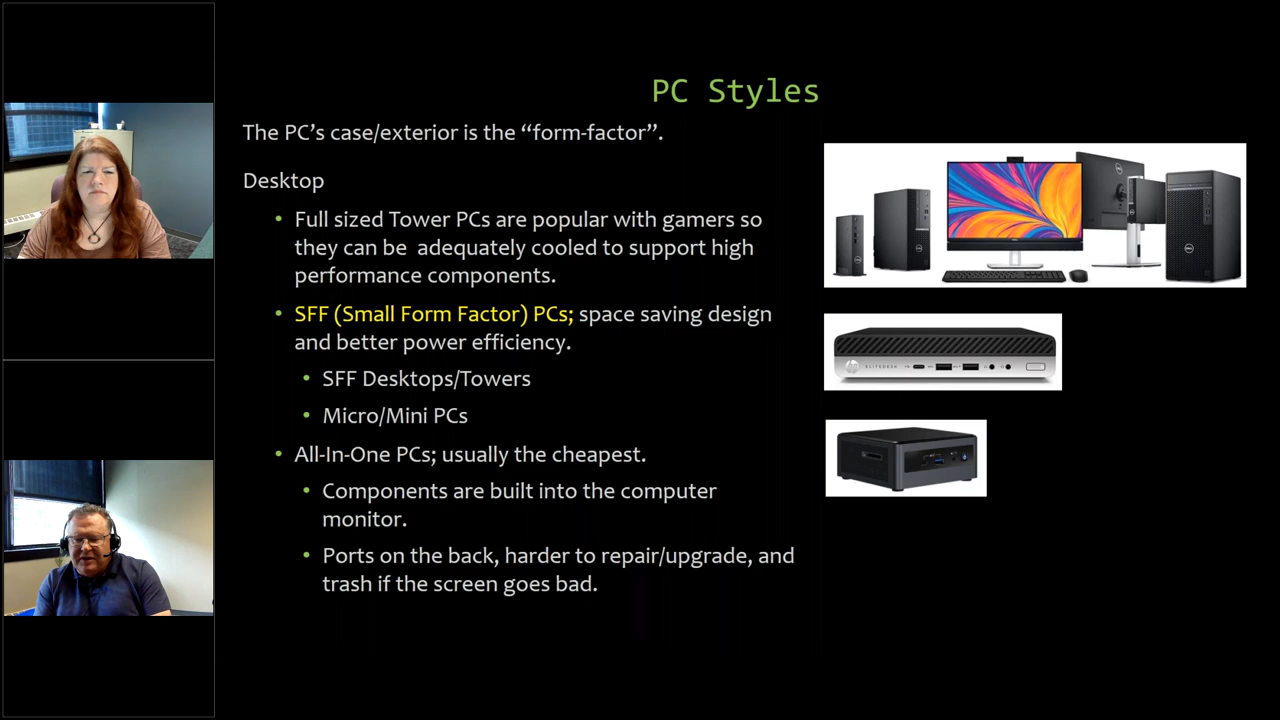 PC Styles
The PC's case/exterior is the “form-factor”.
Desktop
• Full sized Tower PCs are popular with gamers so
they can be  adequately cooled to support high
performance components.
• SFF (Small Form Factor) PCs; space saving design
and better power efficiency.
• SFF Desktops/Towers
• Micro/Mini PCs
• All-In-One PCs; usually the cheapest.
• Components are built into the computer
monitor.
• Ports on the back, harder to repair/upgrade, and
trash if the screen goes bad.
hp ELITEDESK